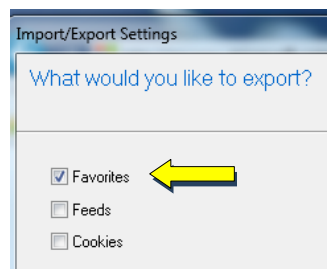 Import/Export Settings
What would you like to export?
Favorites
Feeds
Cookies